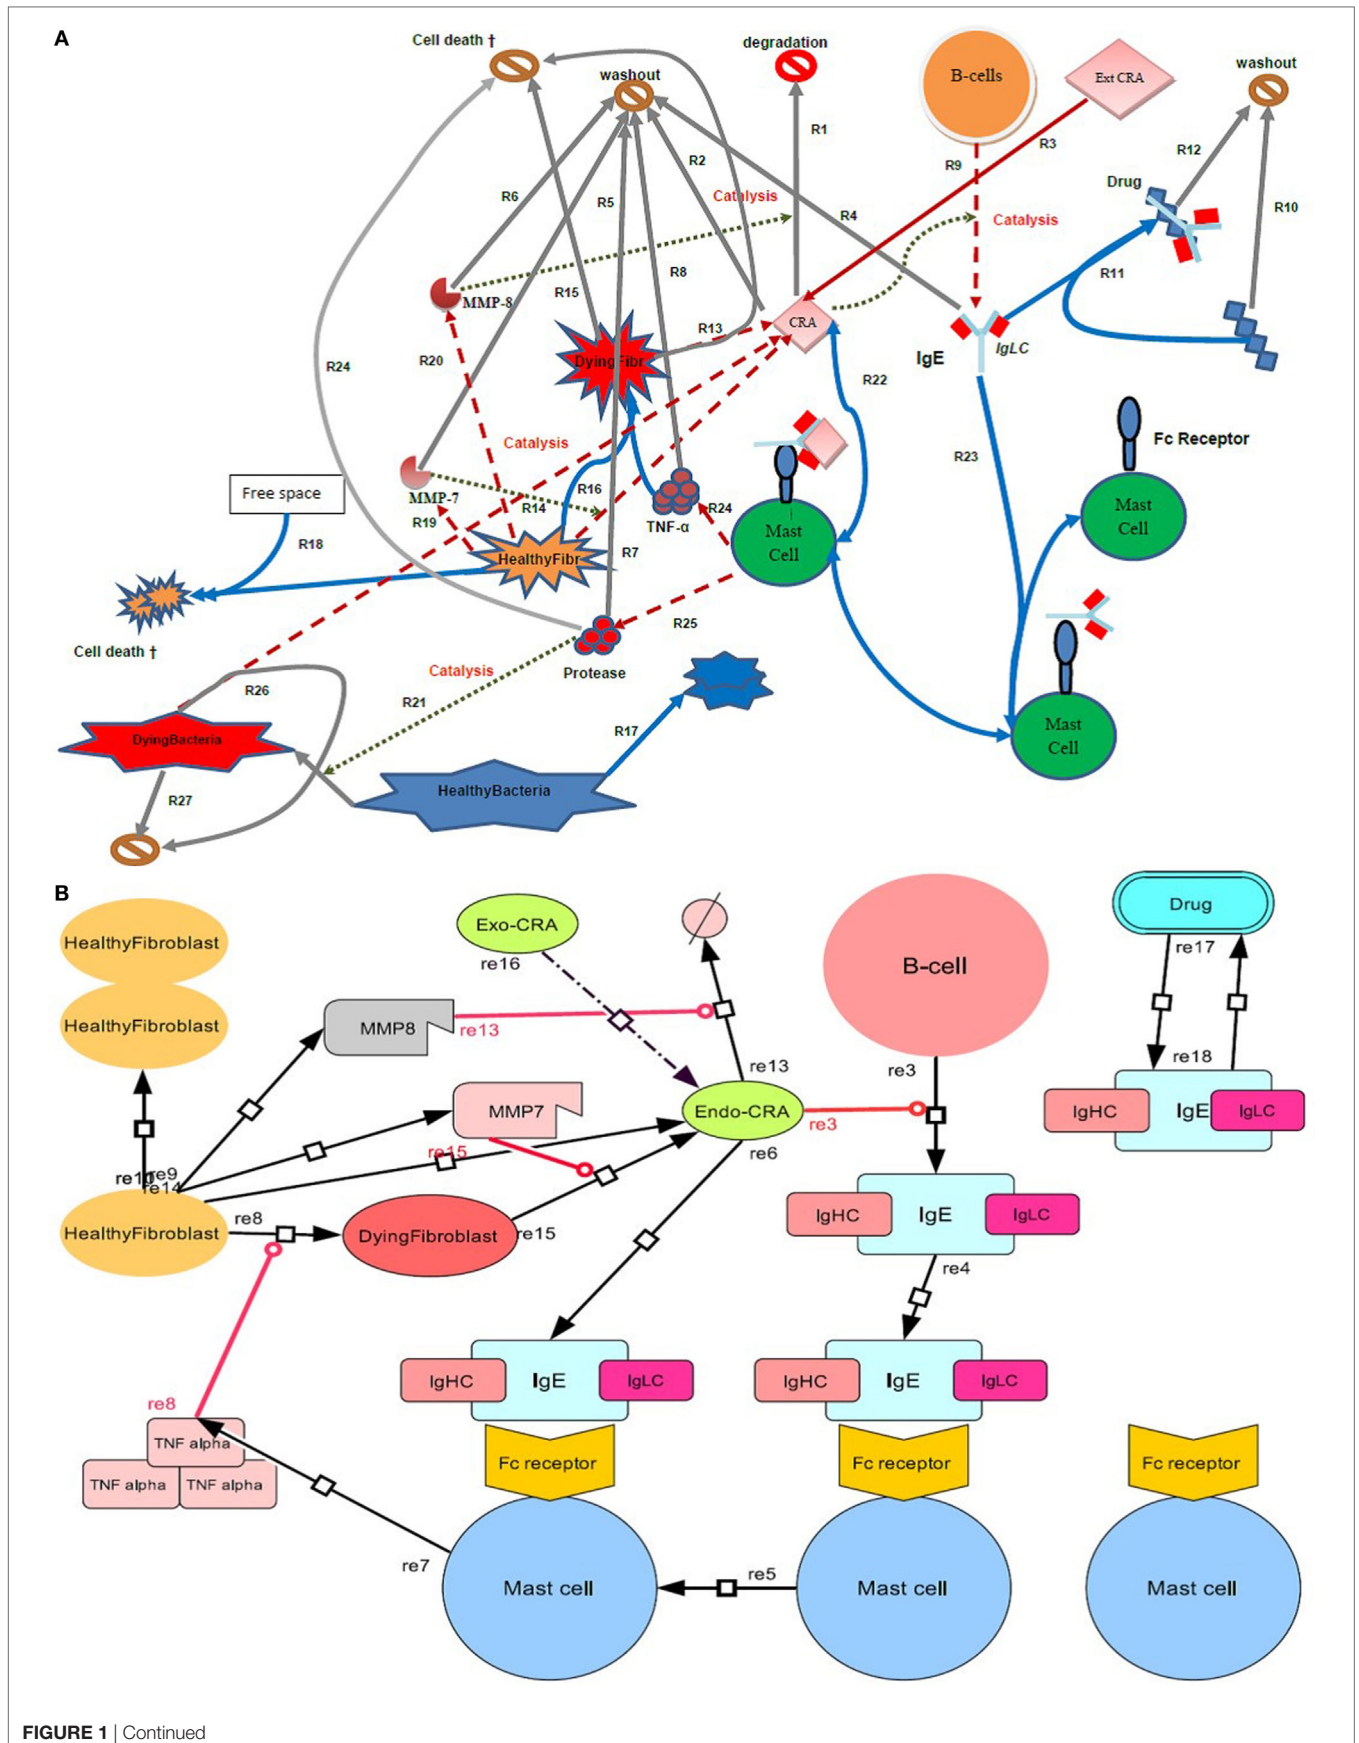 A
Cell death †
degradation
washout
B-cells
Ext CRA
washout
R1
R2
R9
R3
R12
Drug
R6
R5
Catalysis
R4
Catalysis
R10
R8
R11
R15
MMP-8
R13
CRA
IgE
IgLC
R24
R20
DyingFibr
R22
Catalysis
Fc Receptor
R23
Free space
MMP-7
R19
R14
R16
TNF-α
R24
Mast
Cell
Mast
Cell
R18
HealthyFibr
R7
R25
Cell death †
Catalysis
Protease
R26
R21
DyingBacteria
R17
Mast
Cell
R27
HealthyBacteria
B
HealthyFibroblast
Exo-CRA
re16
B-cell
Drug
re17
HealthyFibroblast
MMP8
re13
re13
re3
re18
MMP7
Endo-CRA
re3
IgHC
IgE
IgLC
re15
re6
re9
re14
HealthyFibroblast
re8
DyingFibroblast
re15
IgHC
IgE
IgLC
re4
IgHC
IgE
IgLC
IgHC
IgE
IgLC
re8
TNF alpha
TNF alpha
TNF alpha
Fc receptor
Fc receptor
Fc receptor
re7
Mast cell
re5
Mast cell
Mast cell
FIGURE 1 | Continued